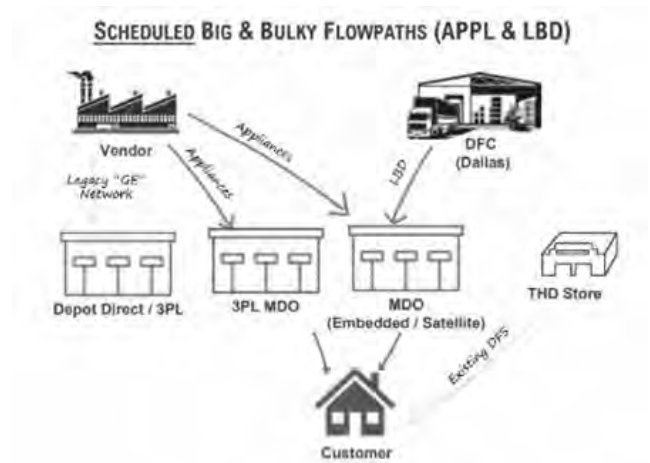 SCHEDULED BIG & BULKY FLOWPATHS (APPL & LBD)
Vendor
Appliances
Appliances
LBD
DFC
(Dallas)
Legacy "GE"
Network
Depot Direct / 3PL
3PL MDO
MDO
(Embedded / Satellite)
THD Store
Existing DFS
Customer